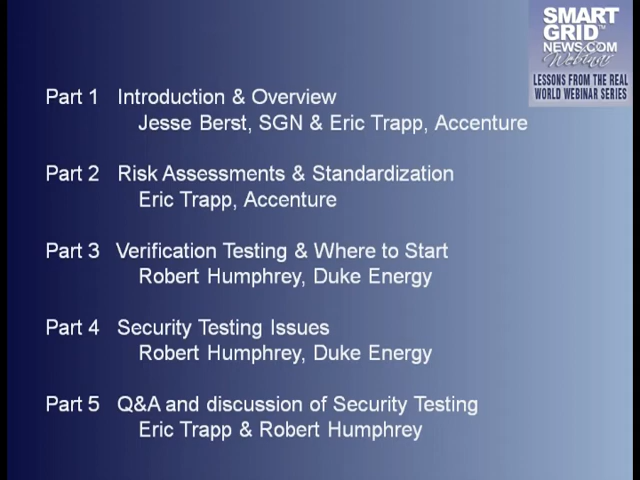 SMART
GRID™
NEWS.COM
Webinar
LESSONS FROM THE REAL
WORLD WEBINAR SERIES
Part 1 Introduction & Overview
Jesse Berst, SGN & Eric Trapp, Accenture
Part 2 Risk Assessments & Standardization
Eric Trapp, Accenture
Part 3 Verification Testing & Where to Start
Robert Humphrey, Duke Energy
Part 4 Security Testing Issues
Robert Humphrey, Duke Energy
Part 5 Q&A and discussion of Security Testing
Eric Trapp & Robert Humphrey